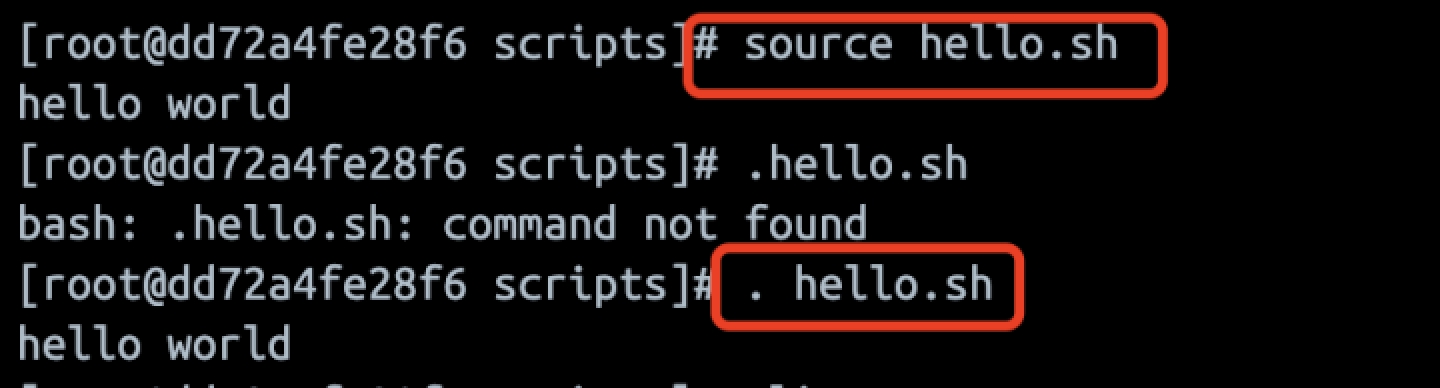 [root@dd72a4fe28f6 scripts]# source hello.sh
hello world
[root@dd72a4fe28f6 scripts]# .hello.sh
bash: .hello.sh: command not found
[root@dd72a4fe28f6 scripts]# . hello.sh
hello world